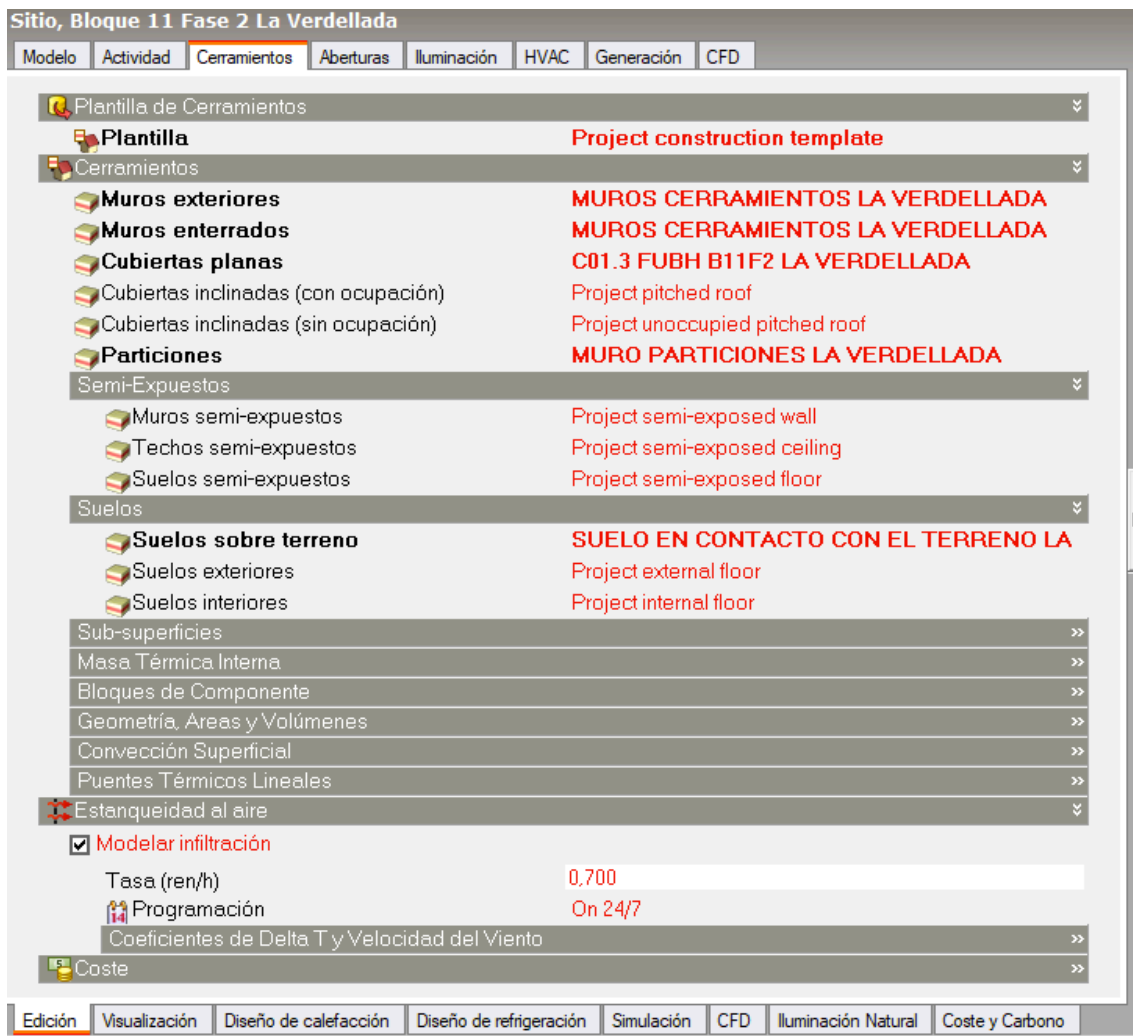 Sitio, Bloque 11 Fase 2 La Verdellada
Modelo Actividad Cerramientos Aberturas Iluminación HVAC Generación CFD
Plantilla de Cerramientos
Plantilla Project construction template
Cerramientos
Muros exteriores MUROS CERRAMIENTOS LA VERDELLADA
Muros enterrados MUROS CERRAMIENTOS LA VERDELLADA
Cubiertas planas C01.3 FUBH B11F2 LA VERDELLADA
Cubiertas inclinadas (con ocupación) Project pitched roof
Cubiertas inclinadas (sin ocupación) Project unoccupied pitched roof
Particiones MURO PARTICIONES LA VERDELLADA
Semi-Expuestos
Muros semi-expuestos Project semi-exposed wall
Techos semi-expuestos Project semi-exposed ceiling
Suelos semi-expuestos Project semi-exposed floor
Suelos
Suelos sobre terreno SUELO EN CONTACTO CON EL TERRENO LA
Suelos exteriores Project external floor
Suelos interiores Project internal floor
Sub-superficies
Masa Térmica Interna
Bloques de Componente
Geometría, Areas y Volúmenes
Convección Superficial
Puentes Térmicos Lineales
Estanqueidad al aire
Modelar infiltración
Tasa (ren/h) 0,700
14 Programación On 24/7
Coeficientes de Delta T y Velocidad del Viento
Coste
Edición Visualización Diseño de calefacción Diseño de refrigeración Simulación CFD Iluminación Natural Coste y Carbono